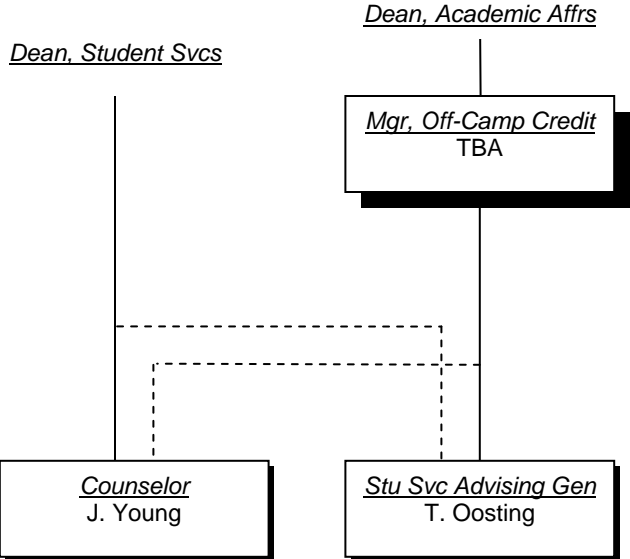 Dean, Academic Affrs
Dean, Student Svcs
Mgr, Off-Camp Credit
TBA
Counselor
J. Young
Stu Svc Advising Gen
T. Oosting